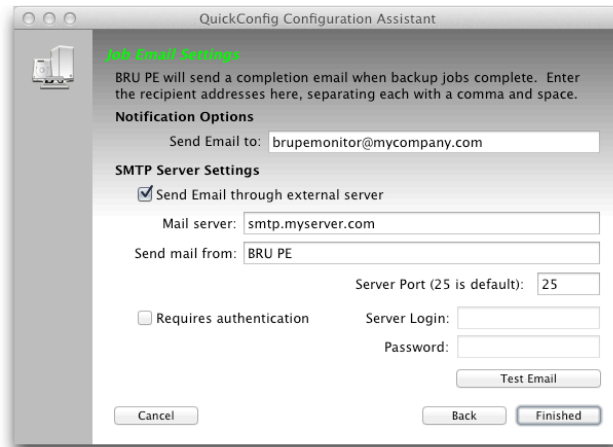 QuickConfig Configuration Assistant
Job Email Settings
BRU PE will send a completion email when backup jobs complete. Enter
the recipient addresses here, separating each with a comma and space.
Notification Options
Send Email to: brupemonitor@mycompany.com
SMTP Server Settings
Send Email through external server
Mail server: smtp.myserver.com
Send mail from: BRU PE
Server Port (25 is default): 25
Requires authentication Server Login:
Password:
Test Email
Cancel Back Finished